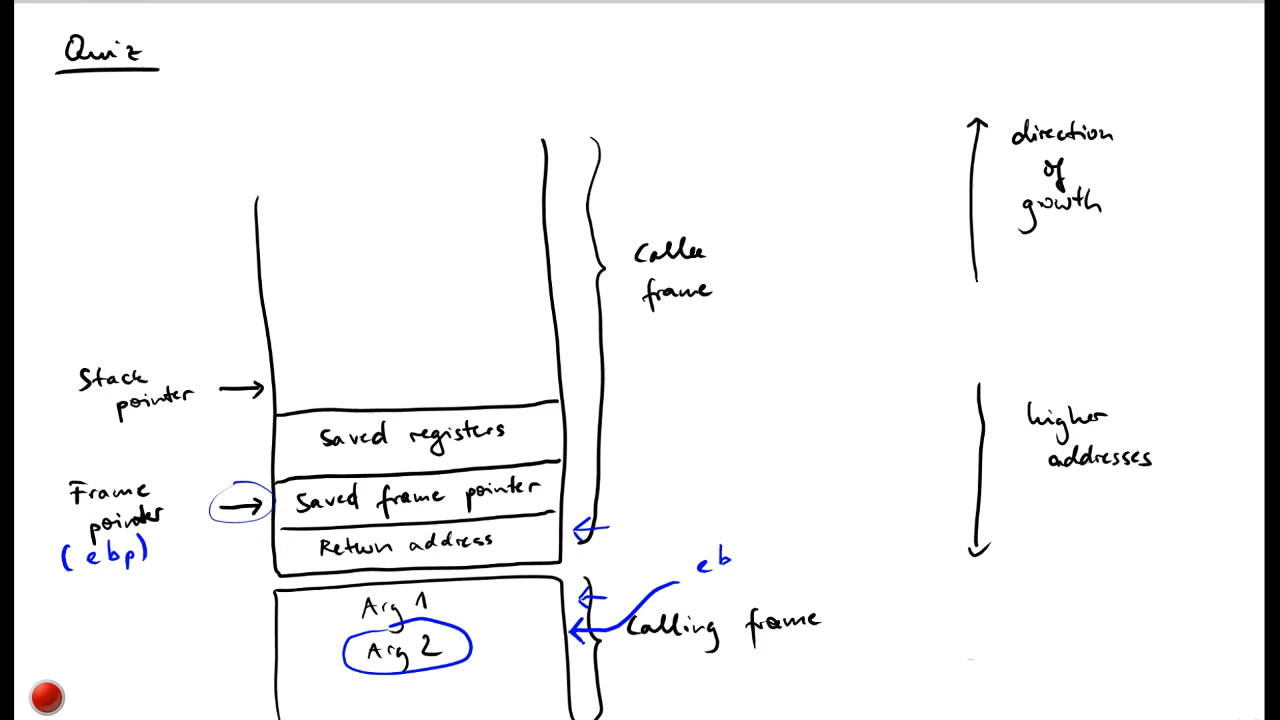 Quiz
direction
of
growth
Callee
frame
Stack
pointer
Saved registers
higher
addresses
Frame
pointer
(ebp)
Saved frame pointer
Return address
eb
Arg 1
Arg 2
Calling frame